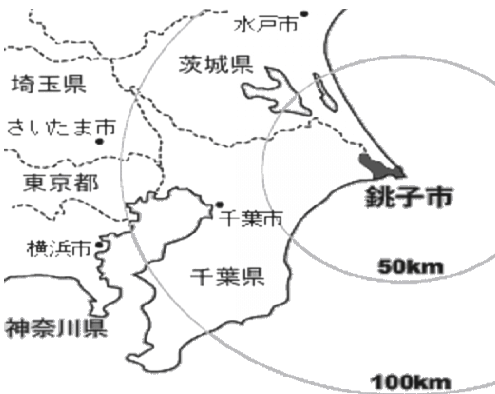 水戸市
茨城県
埼玉県
さいたま市
東京都
銚子市
千葉市
横浜市
50km
千葉県
神奈川県
100km